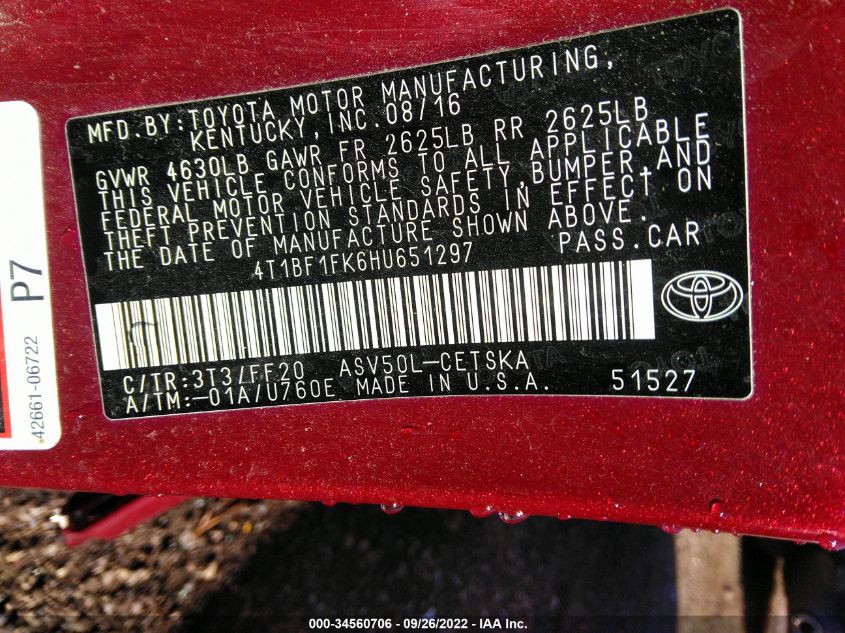 MFD.BY:TOYOTA MOTOR MANUFACTURING,
KENTUCKY, INC. 08/16
GVWR 4630LB GAWR FR 2625LB RR 2625LB
THIS VEHICLE CONFORMS TO ALL APPLICABLE
FEDERAL MOTOR VEHICLE SAFETY, BUMPER, AND
THEFT PREVENTION STANDARDS IN EFFECT ON
THE DATE OF MANUFACTURE SHOWN ABOVE.
4T1BF1FK6HU651297 PASS.CAR
C/TR:3T3/FF20 ASV50L-CETSKA
A/TM:-01A/U760E MADE IN U.S.A. 51527
P7
42661-06722
000-34560706 - 09/26/2022 - IAA Inc.